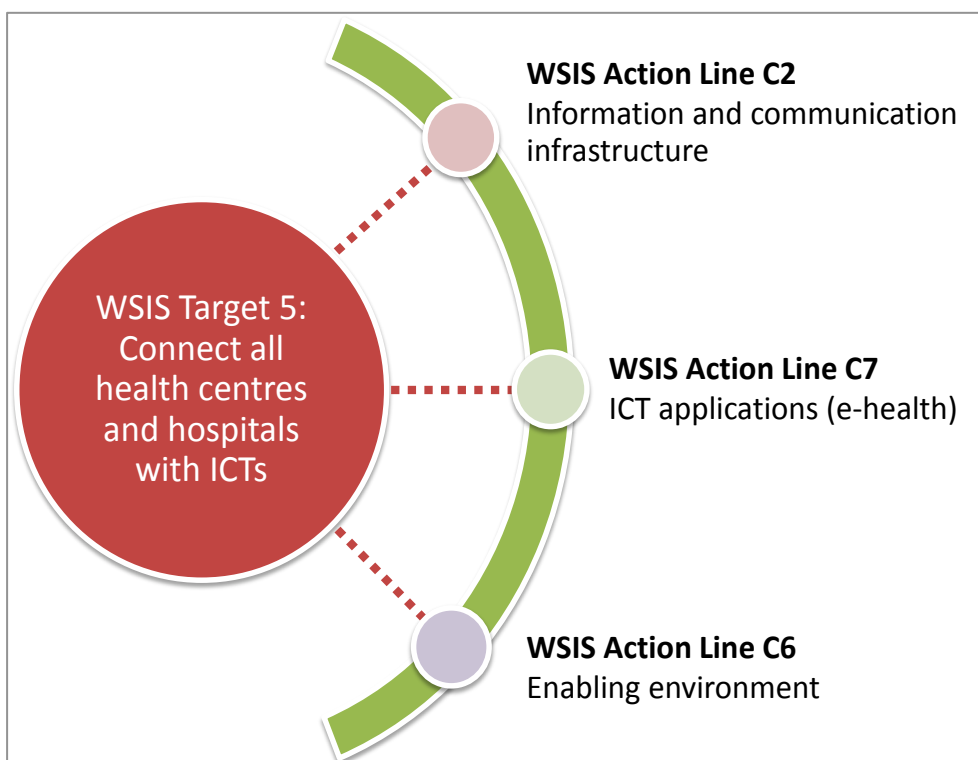 WSIS Target 5:
Connect all
health centres
and hospitals
with ICTs
WSIS Action Line C2
Information and communication
infrastructure
WSIS Action Line C7
ICT applications (e-health)
WSIS Action Line C6
Enabling environment